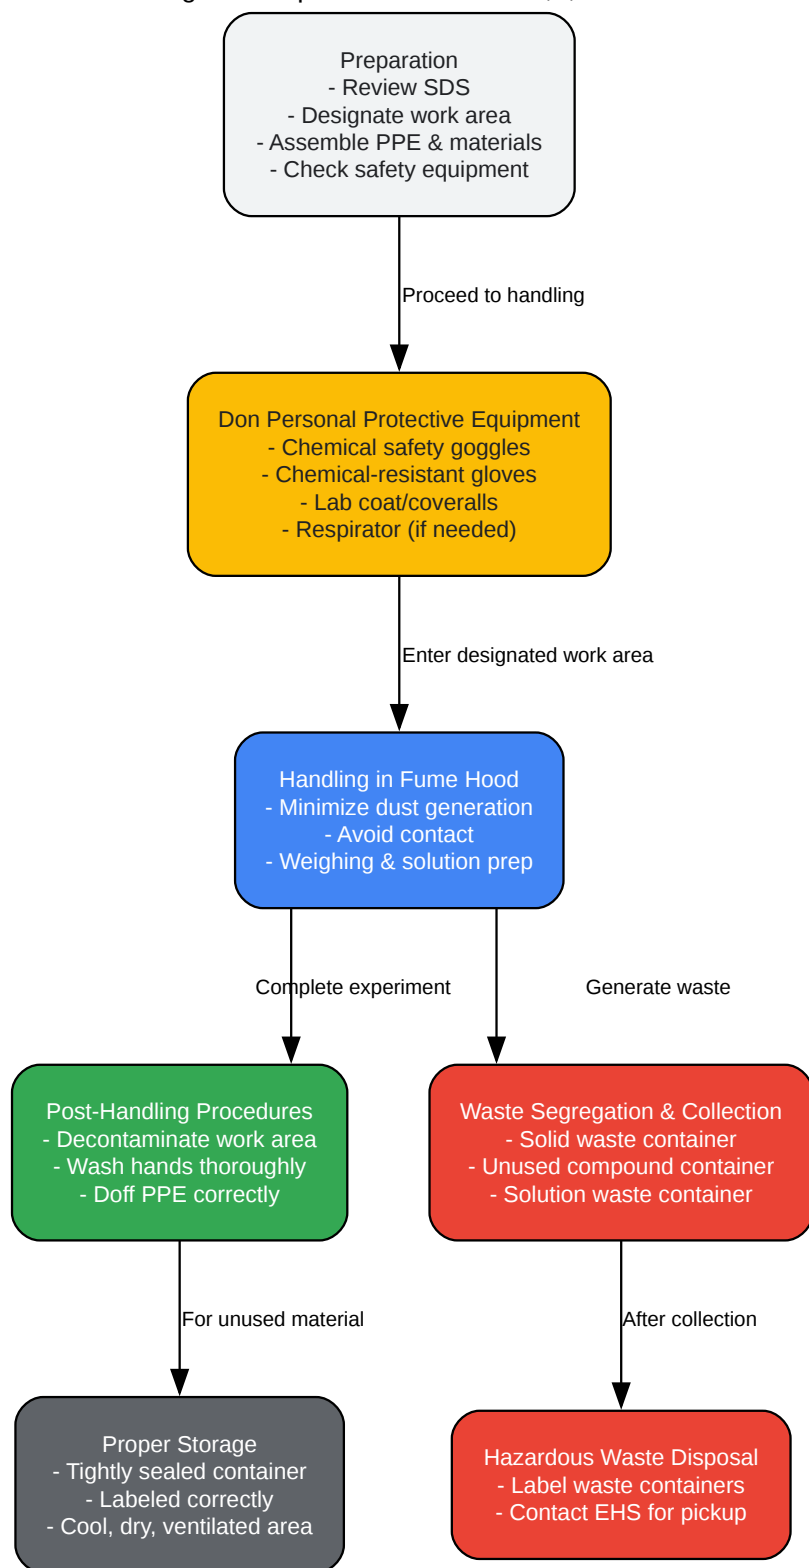 Preparation
- Review SDS
- Designate work area
- Assemble PPE & materials
- Check safety equipment
Proceed to handling
Don Personal Protective Equipment
- Chemical safety goggles
- Chemical-resistant gloves
- Lab coat/coveralls
- Respirator (if needed)
Enter designated work area
Handling in Fume Hood
- Minimize dust generation
- Avoid contact
- Weighing & solution prep
Complete experiment
Generate waste
Post-Handling Procedures
- Decontaminate work area
- Wash hands thoroughly
- Doff PPE correctly
Waste Segregation & Collection
- Solid waste container
- Unused compound container
- Solution waste container
For unused material
After collection
Proper Storage
- Tightly sealed container
- Labeled correctly
- Cool, dry, ventilated area
Hazardous Waste Disposal
- Label waste containers
- Contact EHS for pickup